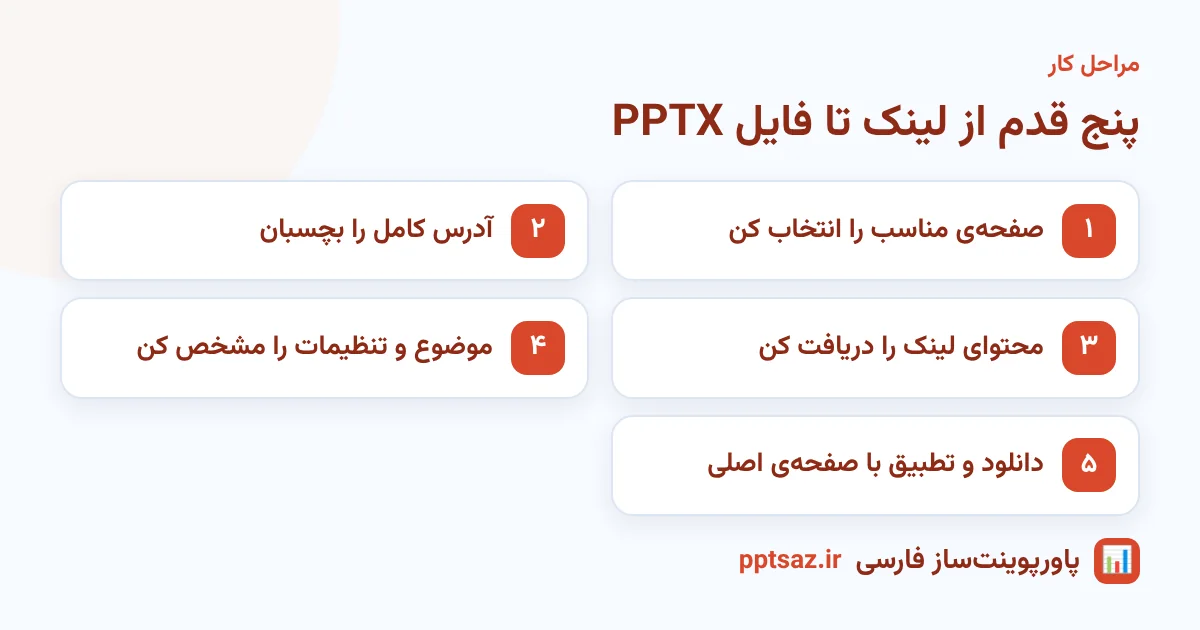 مراحل کار
پنج قدم از لینک تا فایل PPTX
۱ صفحه‌ی مناسب را انتخاب کن
۲ آدرس کامل را بچسبان
۳ محتوای لینک را دریافت کن
۴ موضوع و تنظیمات را مشخص کن
۵ دانلود و تطبیق با صفحه‌ی اصلی
پاورپوینت‌ساز فارسی pptsaz.ir